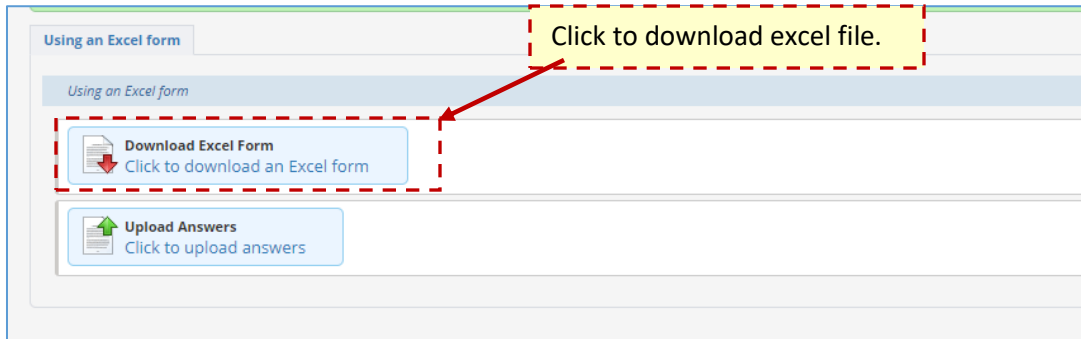 Click to download excel file.
Using an Excel form
Using an Excel form
Download Excel Form
Click to download an Excel form
Upload Answers
Click to upload answers